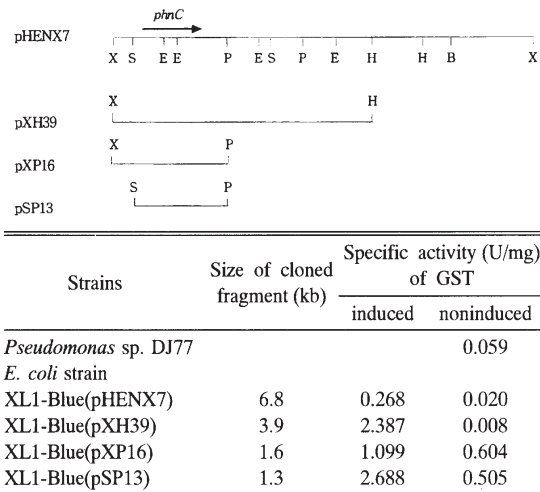 phnC
pHENX7
X S E E P E S P E H H B X
X H
pXH39
X P
pXP16
S P
pSP13
Strains Size of cloned fragment (kb) Specific activity (U/mg) of GST
induced noninduced
Pseudomonas sp. DJ77 0.059
E. coli strain
XL1-Blue(pHENX7) 6.8 0.268 0.020
XL1-Blue(pXH39) 3.9 2.387 0.008
XL1-Blue(pXP16) 1.6 1.099 0.604
XL1-Blue(pSP13) 1.3 2.688 0.505